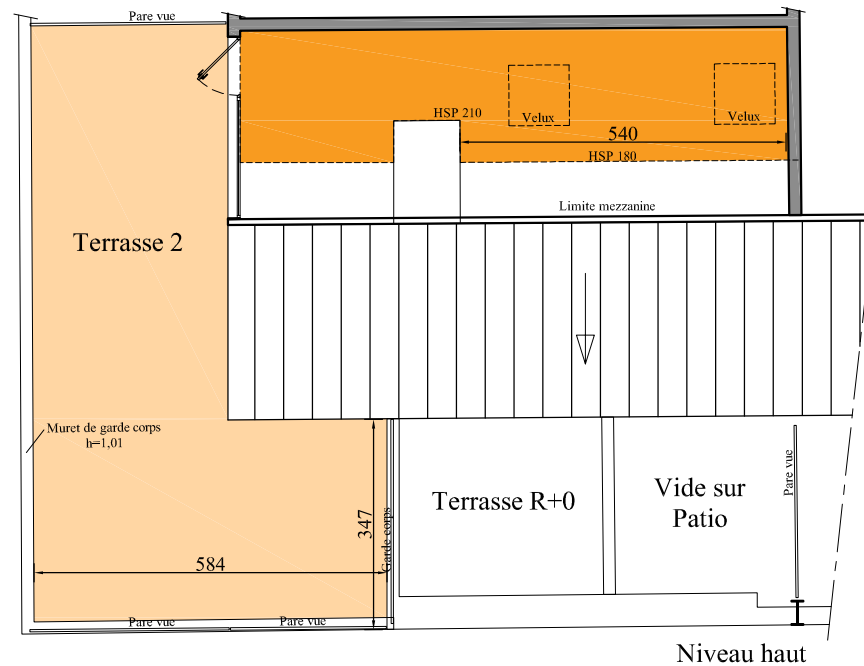 Pare vue
HSP 210
Velux
Velux
540
HSP 180
Limite mezzanine
Terrasse 2
Muret de garde corps
h=1,01
347
Garde corps
584
Terrasse R+0
Vide sur
Patio
Pare vue
Pare vue
Pare vue
Niveau haut